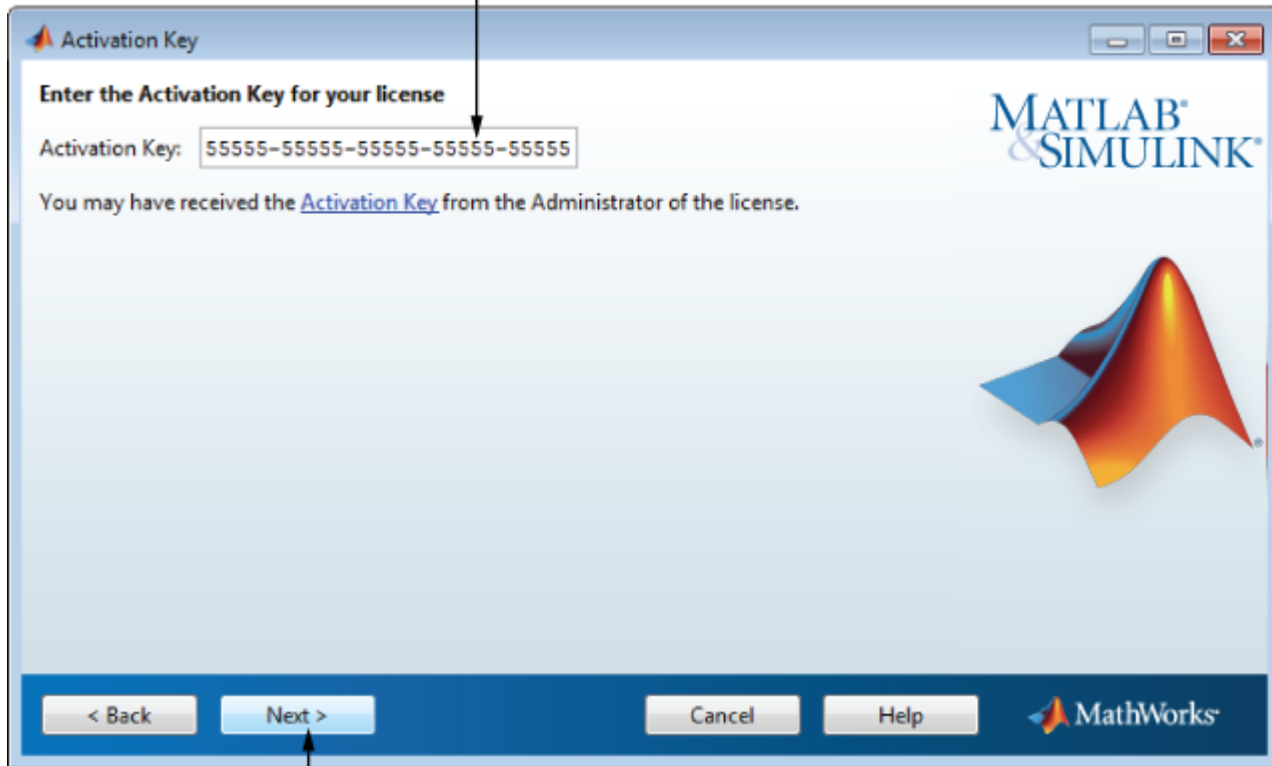 Activation Key
Enter the Activation Key for your license
MATLAB®
&SIMULINK®
Activation Key: 55555-55555-55555-55555-55555
You may have received the Activation Key from the Administrator of the license.
®
< Back Next > Cancel Help MathWorks®